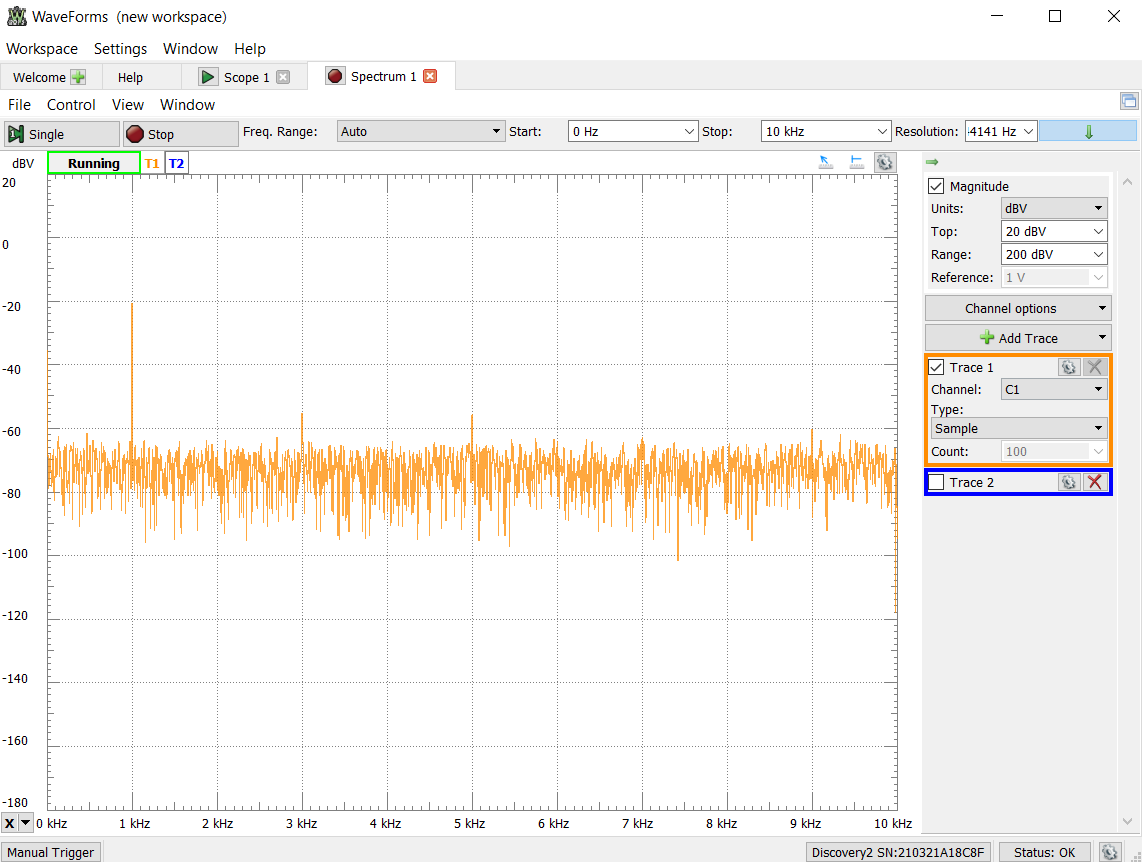 WaveForms (new workspace)
Workspace Settings Window Help
Welcome Help Scope 1 Spectrum 1
File Control View Window
Single Stop Freq. Range: Auto Start: 0 Hz Stop: 10 kHz Resolution: 4141 Hz
dBV Running T1 T2
20
0
-20
-40
-60
-80
-100
-120
-140
-160
-180
X 0 kHz 1 kHz 2 kHz 3 kHz 4 kHz 5 kHz 6 kHz 7 kHz 8 kHz 9 kHz 10 kHz
Magnitude
Units: dBV
Top: 20 dBV
Range: 200 dBV
Reference: 1 V
Channel options
Add Trace
Trace 1
Channel: C1
Type:
Sample
Count: 100
Trace 2
Manual Trigger Discovery2 SN:210321A18C8F Status: OK